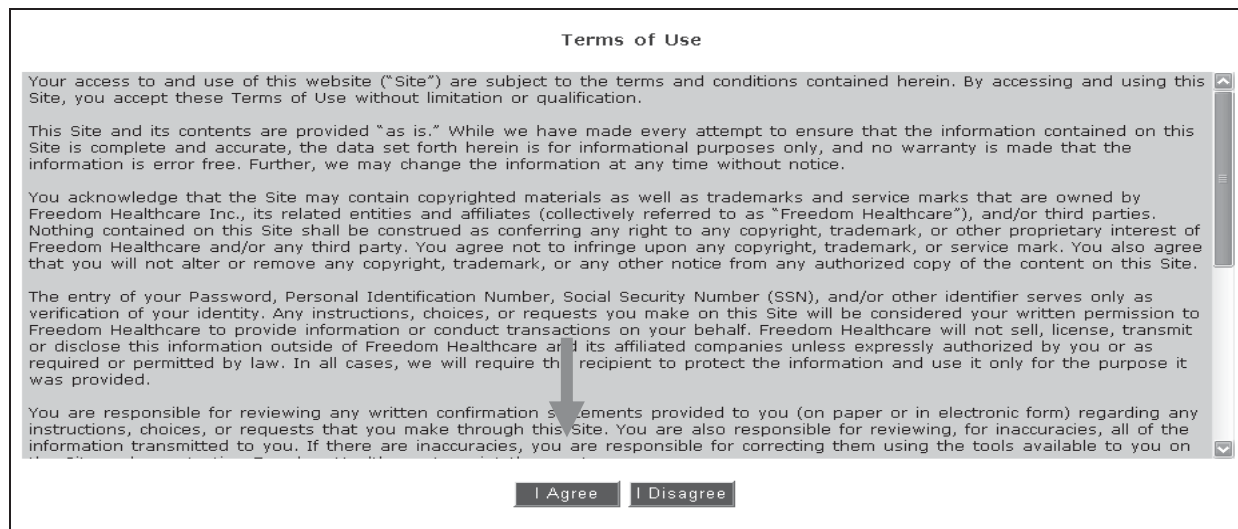 Terms of Use
Your access to and use of this website (“Site”) are subject to the terms and conditions contained herein. By accessing and using this
Site, you accept these Terms of Use without limitation or qualification.
This Site and its contents are provided “as is.” While we have made every attempt to ensure that the information contained on this
Site is complete and accurate, the data set forth herein is for informational purposes only, and no warranty is made that the
information is error free. Further, we may change the information at any time without notice.
You acknowledge that the Site may contain copyrighted materials as well as trademarks and service marks that are owned by
Freedom Healthcare Inc., its related entities and affiliates (collectively referred to as “Freedom Healthcare”), and/or third parties.
Nothing contained on this Site shall be construed as conferring any right to any copyright, trademark, or other proprietary interest of
Freedom Healthcare and/or any third party. You agree not to infringe upon any copyright, trademark, or service mark. You also agree
that you will not alter or remove any copyright, trademark, or any other notice from any authorized copy of the content on this Site.
The entry of your Password, Personal Identification Number, Social Security Number (SSN), and/or other identifier serves only as
verification of your identity. Any instructions, choices, or requests you make on this Site will be considered your written permission to
Freedom Healthcare to provide information or conduct transactions on your behalf. Freedom Healthcare will not sell, license, transmit
or disclose this information outside of Freedom Healthcare and its affiliated companies unless expressly authorized by you or as
required or permitted by law. In all cases, we will require the recipient to protect the information and use it only for the purpose it
was provided.
You are responsible for reviewing any written confirmation statements provided to you (on paper or in electronic form) regarding any
instructions, choices, or requests that you make through this Site. You are also responsible for reviewing, for inaccuracies, all of the
information transmitted to you. If there are inaccuracies, you are responsible for correcting them using the tools available to you on
I Agree I Disagree